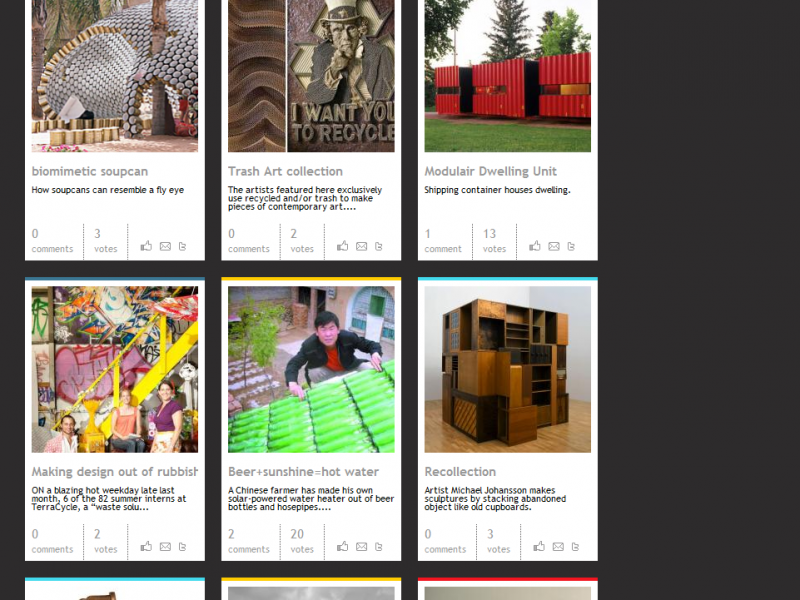 I WANT YOU
TO RECYCLE
biomimetic soupcan
How soupcans can resemble a fly eye
0
comments
3
votes
Trash Art collection
The artists featured here exclusively
use recycled and/or trash to make
pieces of contemporary art....
0
comments
2
votes
Modulair Dwelling Unit
Shipping container houses dwelling.
1
comment
13
votes
Making design out of rubbish
ON a blazing hot weekday late last
month, 6 of the 82 summer interns at
TerraCycle, a “waste solu...
0
comments
2
votes
Beer+sunshine=hot water
A Chinese farmer has made his own
solar-powered water heater out of beer
bottles and hosepipes....
2
comments
20
votes
Recollection
Artist Michael Johansson makes
sculptures by stacking abandoned
object like old cupboards.
0
comments
3
votes